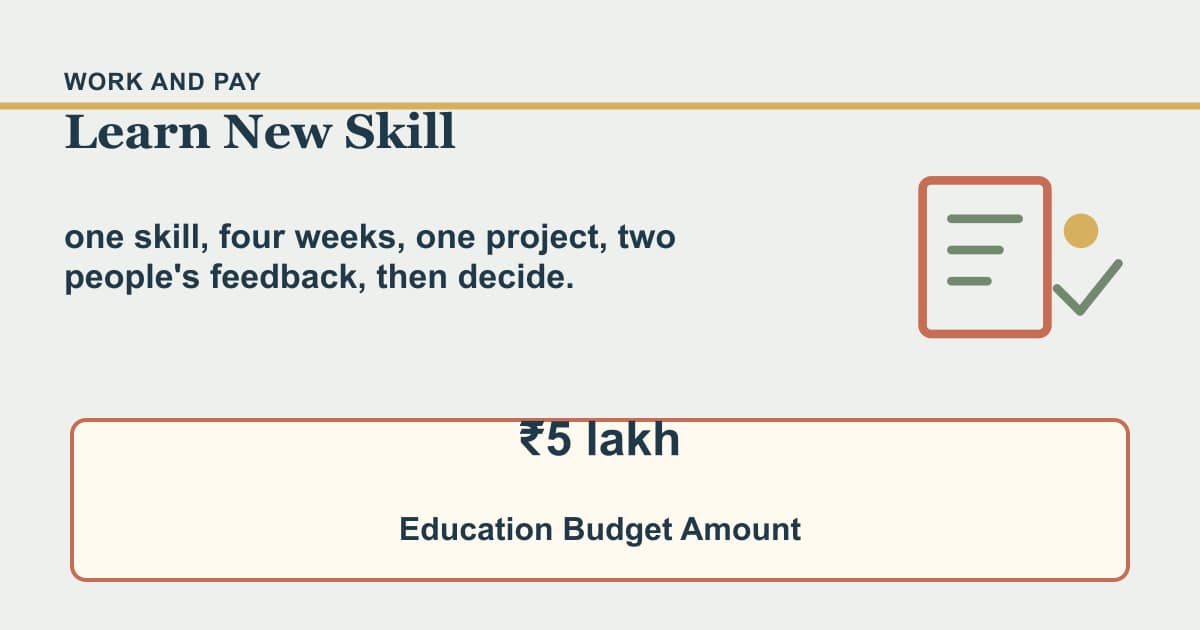 WORK AND PAY
Learn New Skill
one skill, four weeks, one project, two
people's feedback, then decide.
₹5 lakh
Education Budget Amount